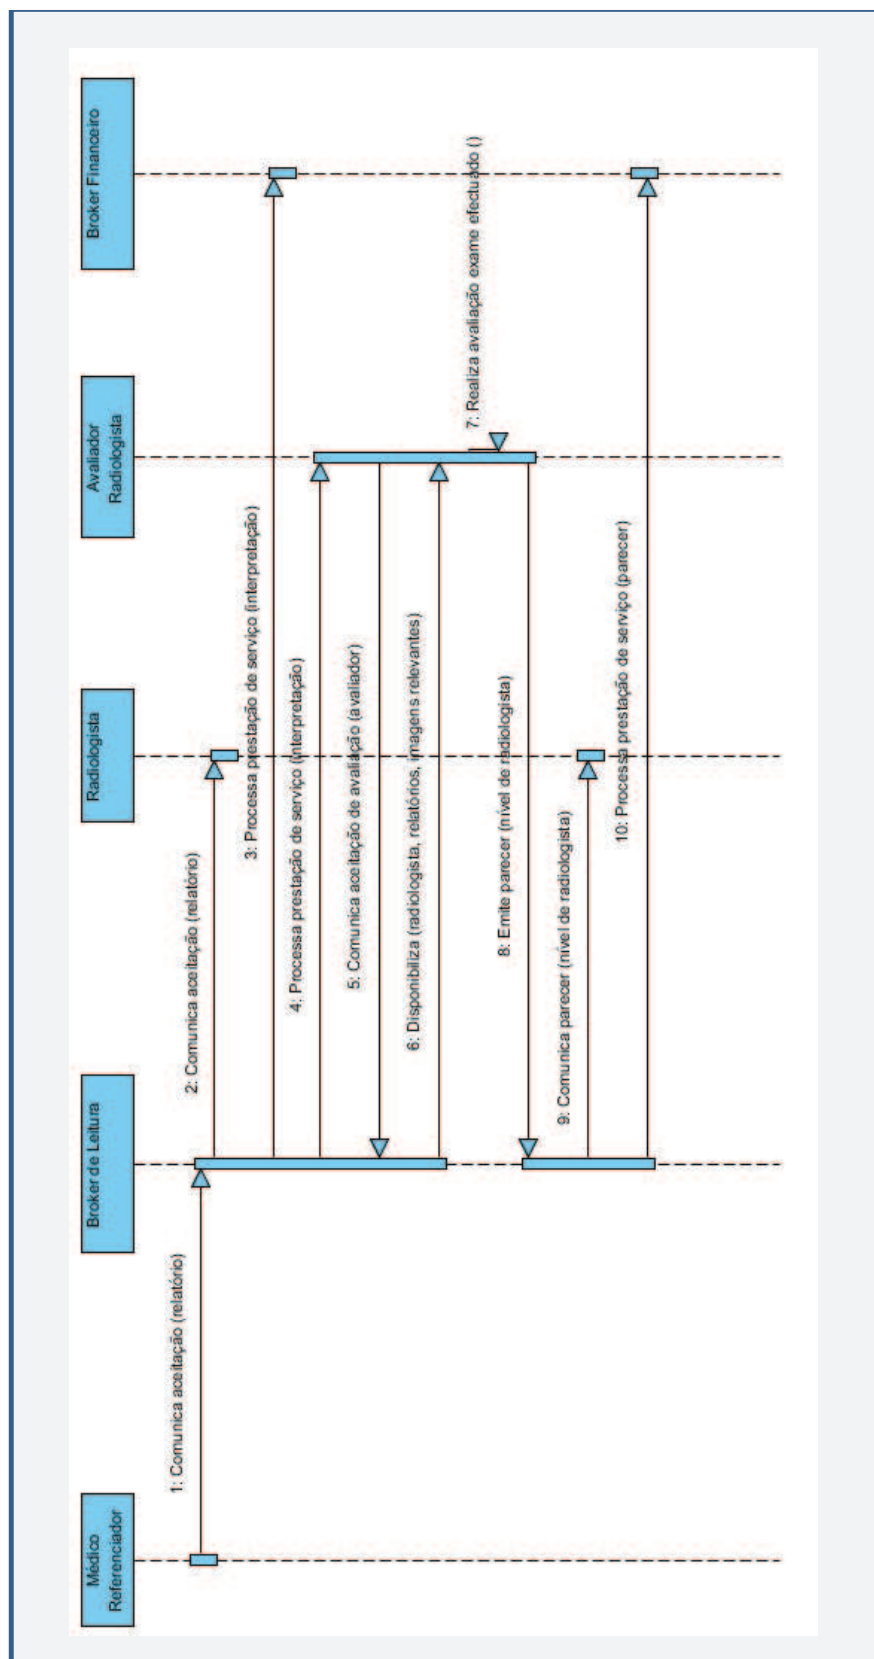 Médico
Referenciador
Broker de Leitura
Radiologista
Avaliador
Radiologista
Broker Financeiro
1: Comunica aceitação (relatório)
2: Comunica aceitação (relatório)
3: Processa prestação de serviço (interpretação)
4: Processa prestação de serviço (interpretação)
5: Comunica aceitação de avaliação (avaliador)
6: Disponibiliza (radiologista, relatórios, imagens relevantes)
7: Realiza avaliação exame efectuado ()
8: Emite parecer (nível de radiologista)
9: Comunica parecer (nível de radiologista)
10: Processa prestação de serviço (parecer)